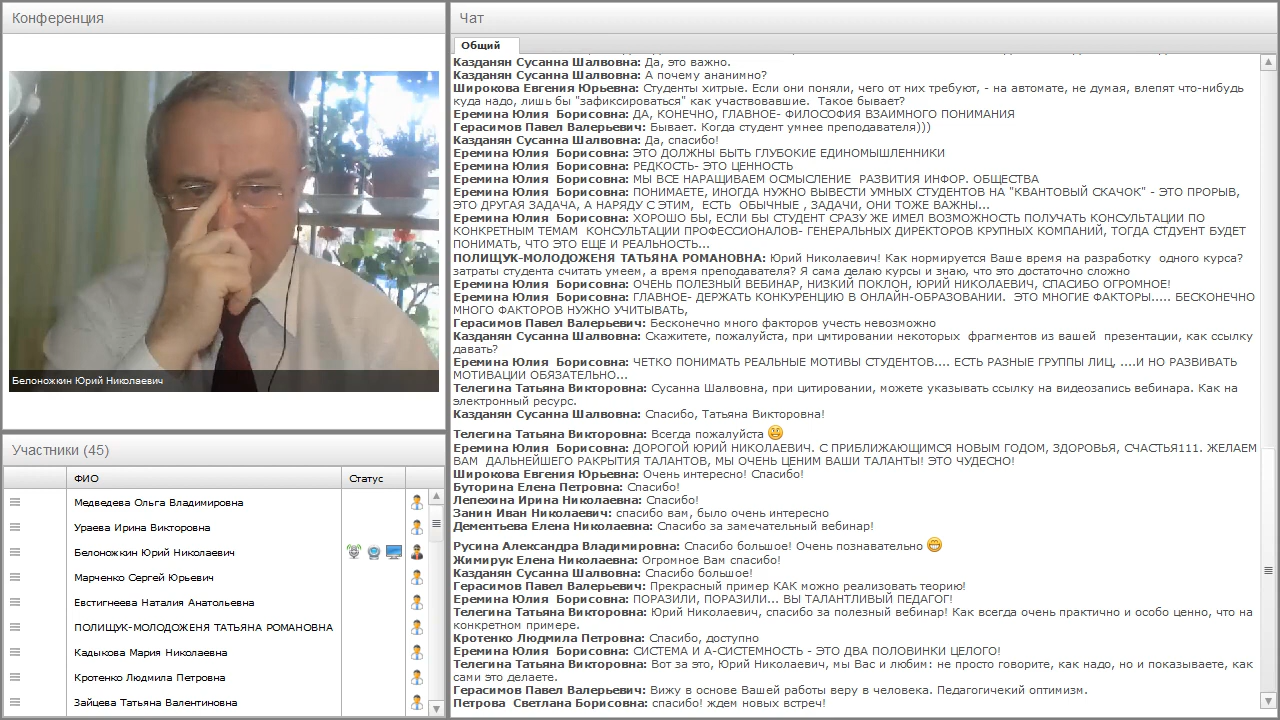 Конференция
Белоножкин Юрий Николаевич
Участники (45)
ФИО
Статус
Медведева Ольга Владимировна
Ураева Ирина Викторовна
Белоножкин Юрий Николаевич
Марченко Сергей Юрьевич
Евстигнеева Наталия Анатольевна
ПОЛИЩУК-МОЛОДОЖЕНЯ ТАТЬЯНА РОМАНОВНА
Кадыкова Мария Николаевна
Кротенко Людмила Петровна
Зайцева Татьяна Валентиновна
Чат
Общий
Казданян Сусанна Шалвовна: Да, это важно.
Казданян Сусанна Шалвовна: А почему ананимно?
Широкова Евгения Юрьевна: Студенты хитрые. Если они поняли, чего от них требуют, - на автомате, не думая, влепят что-нибудь
куда надо, лишь бы "зафиксироваться" как участвовавшие.  Такое бывает?
Еремина Юлия  Борисовна: ДА, КОНЕЧНО, ГЛАВНОЕ- ФИЛОСОФИЯ ВЗАИМНОГО ПОНИМАНИЯ
Герасимов Павел Валерьевич: Бывает. Когда студент умнее преподавателя)))
Казданян Сусанна Шалвовна: Да, спасибо!
Еремина Юлия  Борисовна: ЭТО ДОЛЖНЫ БЫТЬ ГЛУБОКИЕ ЕДИНОМЫШЛЕННИКИ
Еремина Юлия  Борисовна: РЕДКОСТЬ- ЭТО ЦЕННОСТЬ
Еремина Юлия  Борисовна: МЫ ВСЕ НАРАЩИВАЕМ ОСМЫСЛЕНИЕ  РАЗВИТИЯ ИНФОР. ОБЩЕСТВА
Еремина Юлия  Борисовна: ПОНИМАЕТЕ, ИНОГДА НУЖНО ВЫВЕСТИ УМНЫХ СТУДЕНТОВ НА "КВАНТОВЫЙ СКАЧОК" - ЭТО ПРОРЫВ,
ЭТО ДРУГАЯ ЗАДАЧА, А НАРЯДУ С ЭТИМ,  ЕСТЬ  ОБЫЧНЫЕ , ЗАДАЧИ, ОНИ ТОЖЕ ВАЖНЫ...
Еремина Юлия  Борисовна: ХОРОШО БЫ, ЕСЛИ БЫ СТУДЕНТ СРАЗУ ЖЕ ИМЕЛ ВОЗМОЖНОСТЬ ПОЛУЧАТЬ КОНСУЛЬТАЦИИ ПО
КОНКРЕТНЫМ ТЕМАМ  КОНСУЛЬТАЦИИ ПРОФЕССИОНАЛОВ- ГЕНЕРАЛЬНЫХ ДИРЕКТОРОВ КРУПНЫХ КОМПАНИЙ, ТОГДА СТДУЕНТ БУДЕТ
ПОНИМАТЬ, ЧТО ЭТО ЕЩЕ И РЕАЛЬНОСТЬ...
ПОЛИЩУК-МОЛОДОЖЕНЯ ТАТЬЯНА РОМАНОВНА: Юрий Николаевич! Как нормируется Ваше время на разработку  одного курса?
затраты студента считать умеем, а время преподавателя? Я сама делаю курсы и знаю, что это достаточно сложно
Еремина Юлия  Борисовна: ОЧЕНЬ ПОЛЕЗНЫЙ ВЕБИНАР, НИЗКИЙ ПОКЛОН, ЮРИЙ НИКОЛАЕВИЧ, СПАСИБО ОГРОМНОЕ!
Еремина Юлия  Борисовна: ГЛАВНОЕ- ДЕРЖАТЬ КОНКУРЕНЦИЮ В ОНЛАЙН-ОБРАЗОВАНИИ.  ЭТО МНОГИЕ ФАКТОРЫ..... БЕСКОНЕЧНО
МНОГО ФАКТОРОВ НУЖНО УЧИТЫВАТЬ,
Герасимов Павел Валерьевич: Бесконечно много факторов учесть невозможно
Казданян Сусанна Шалвовна: Скажитете, пожалуйста, при цитировании некоторых  фрагментов из вашей  презентации, как ссылку
давать?
Еремина Юлия  Борисовна: ЧЕТКО ПОНИМАТЬ РЕАЛЬНЫЕ МОТИВЫ СТУДЕНТОВ.... ЕСТЬ РАЗНЫЕ ГРУППЫ ЛИЦ, ....И НО РАЗВИВАТЬ
МОТИВАЦИИ ОБЯЗАТЕЛЬНО...
Телегина Татьяна Викторовна: Сусанна Шалвовна, при цитировании, можете указывать ссылку на видеозапись вебинара. Как на
электронный ресурс.
Казданян Сусанна Шалвовна: Спасибо, Татьяна Викторовна!
Телегина Татьяна Викторовна: Всегда пожалуйста
Еремина Юлия  Борисовна: ДОРОГОЙ ЮРИЙ НИКОЛАЕВИЧ. С ПРИБЛИЖАЮЩИМСЯ НОВЫМ ГОДОМ, ЗДОРОВЬЯ, СЧАСТЬЯ111. ЖЕЛАЕМ
ВАМ  ДАЛЬНЕЙШЕГО РАКРЫТИЯ ТАЛАНТОВ, МЫ ОЧЕНЬ ЦЕНИМ ВАШИ ТАЛАНТЫ! ЭТО ЧУДЕСНО!
Широкова Евгения Юрьевна: Очень интересно! Спасибо!
Буторина Елена Петровна: Спасибо!
Лепехина Ирина Николаевна: Спасибо!
Занин Иван Николаевич: спасибо вам, было очень интересно
Дементьева Елена Николаевна: Спасибо за замечательный вебинар!
Русина Александра Владимировна: Спасибо большое! Очень познавательно
Жимирук Елена Николаевна: Огромное Вам спасибо!
Казданян Сусанна Шалвовна: Спасибо большое!
Герасимов Павел Валерьевич: Прекрасный пример КАК можно реализовать теорию!
Еремина Юлия  Борисовна: ПОРАЗИЛИ, ПОРАЗИЛИ... ВЫ ТАЛАНТЛИВЫЙ ПЕДАГОГ!
Телегина Татьяна Викторовна: Юрий Николаевич, спасибо за полезный вебинар! Как всегда очень практично и особо ценно, что на
конкретном примере.
Кротенко Людмила Петровна: Спасибо, доступно
Еремина Юлия  Борисовна: СИСТЕМА И А-СИСТЕМНОСТЬ - ЭТО ДВА ПОЛОВИНКИ ЦЕЛОГО!
Телегина Татьяна Викторовна: Вот за это, Юрий Николаевич, мы Вас и любим: не просто говорите, как надо, но и показываете, как
сами это делаете.
Герасимов Павел Валерьевич: Вижу в основе Вашей работы веру в человека. Педагогичекий оптимизм.
Петрова  Светлана Борисовна: спасибо! ждем новых встреч!